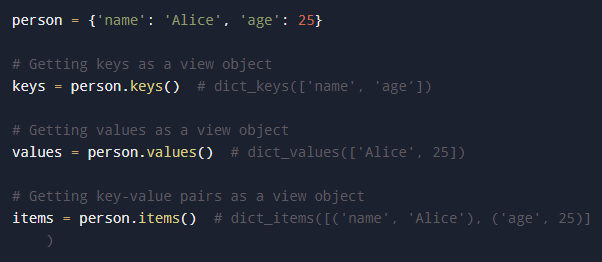 person = {'name': 'Alice', 'age': 25}
# Getting keys as a view object
keys = person.keys()  # dict_keys(['name', 'age'])
# Getting values as a view object
values = person.values()  # dict_values(['Alice', 25])
# Getting key-value pairs as a view object
items = person.items()  # dict_items([('name', 'Alice'), ('age', 25)]
)